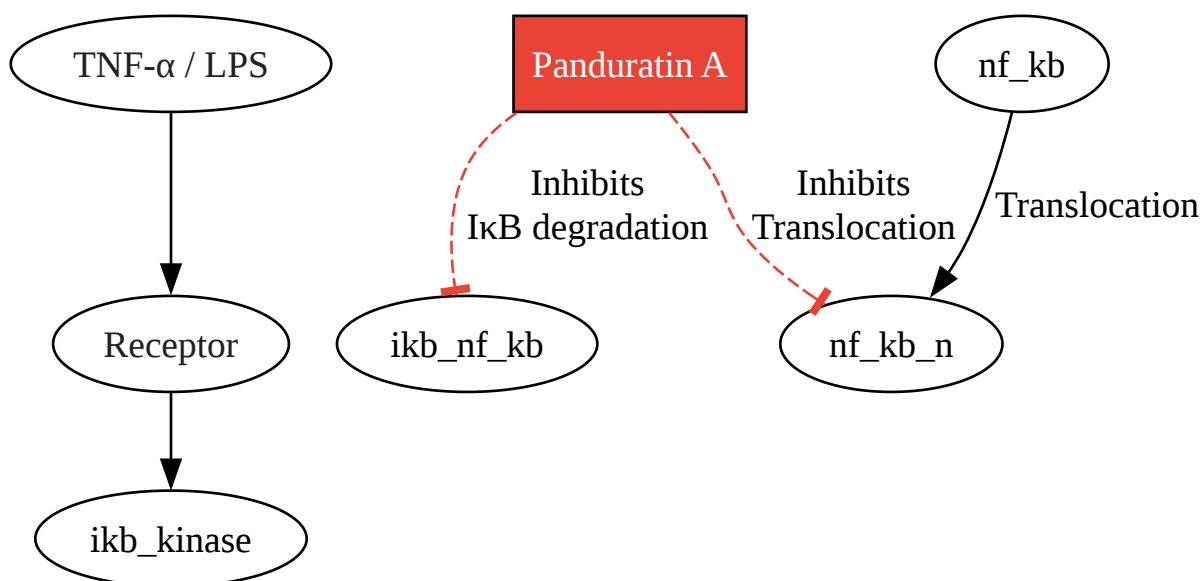 TNF-α / LPS
Panduratin A
nf_kb
Inhibits
IκB degradation
Inhibits
Translocation
Translocation
Receptor
ikb_nf_kb
nf_kb_n
ikb_kinase